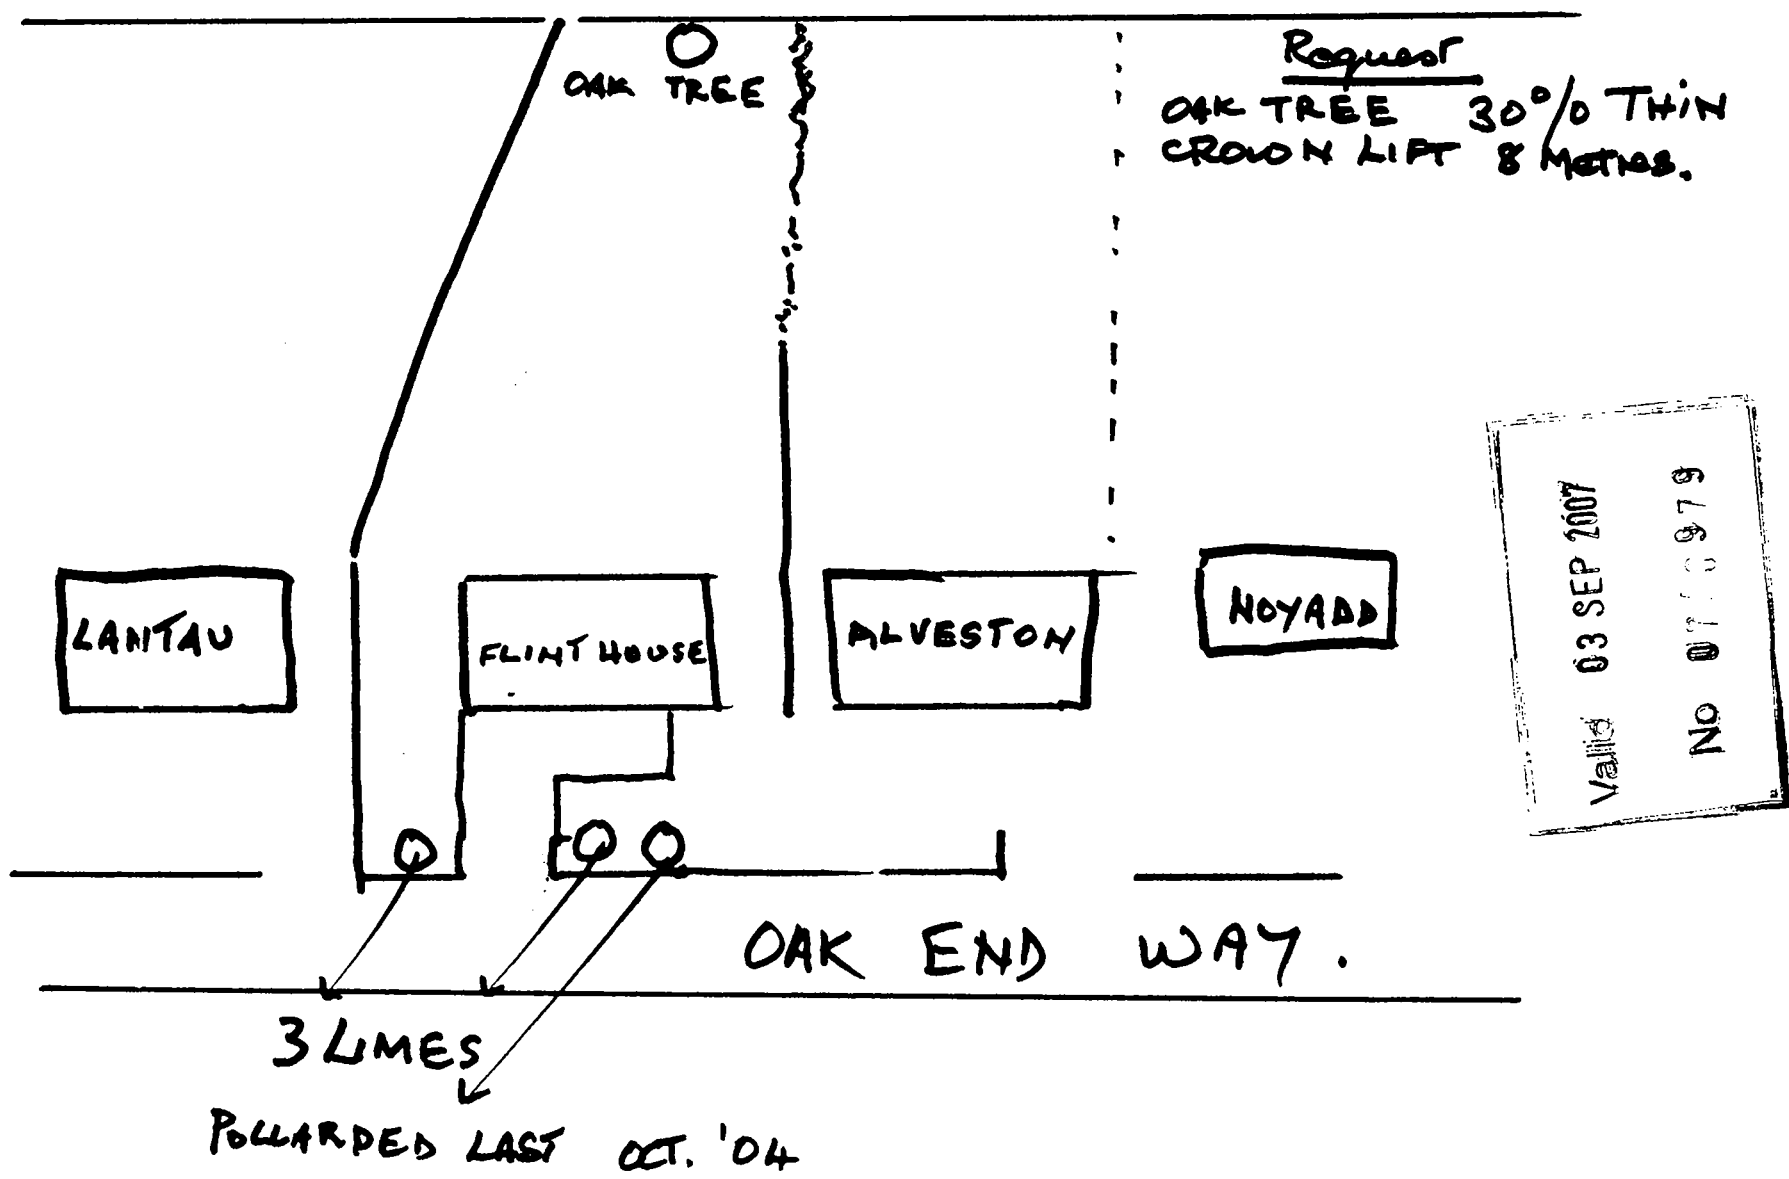 OAK TREE
Request
OAK TREE 30% THIN
CROWN LIFT 8 METRES.
LANTAU
FLINT HOUSE
ALVESTON
NOYADD
Valid 03 SEP 2007
No
OAK END WAY.
3 LIMES
POLLARDED LAST OCT. '04